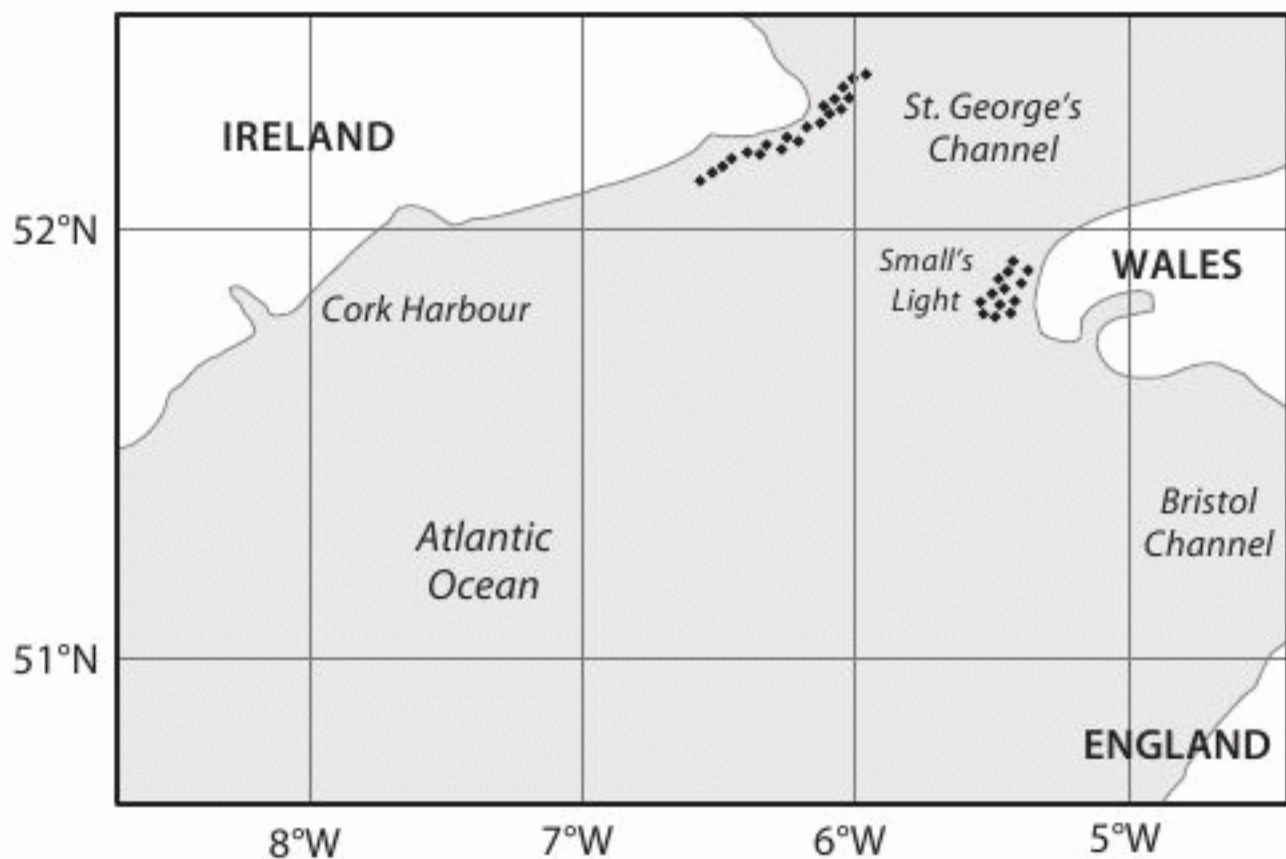 IRELAND
St. George's
Channel
52°N
Small's
Light
WALES
Cork Harbour
Bristol
Channel
Atlantic
Ocean
51°N
ENGLAND
8°W
7°W
6°W
5°W